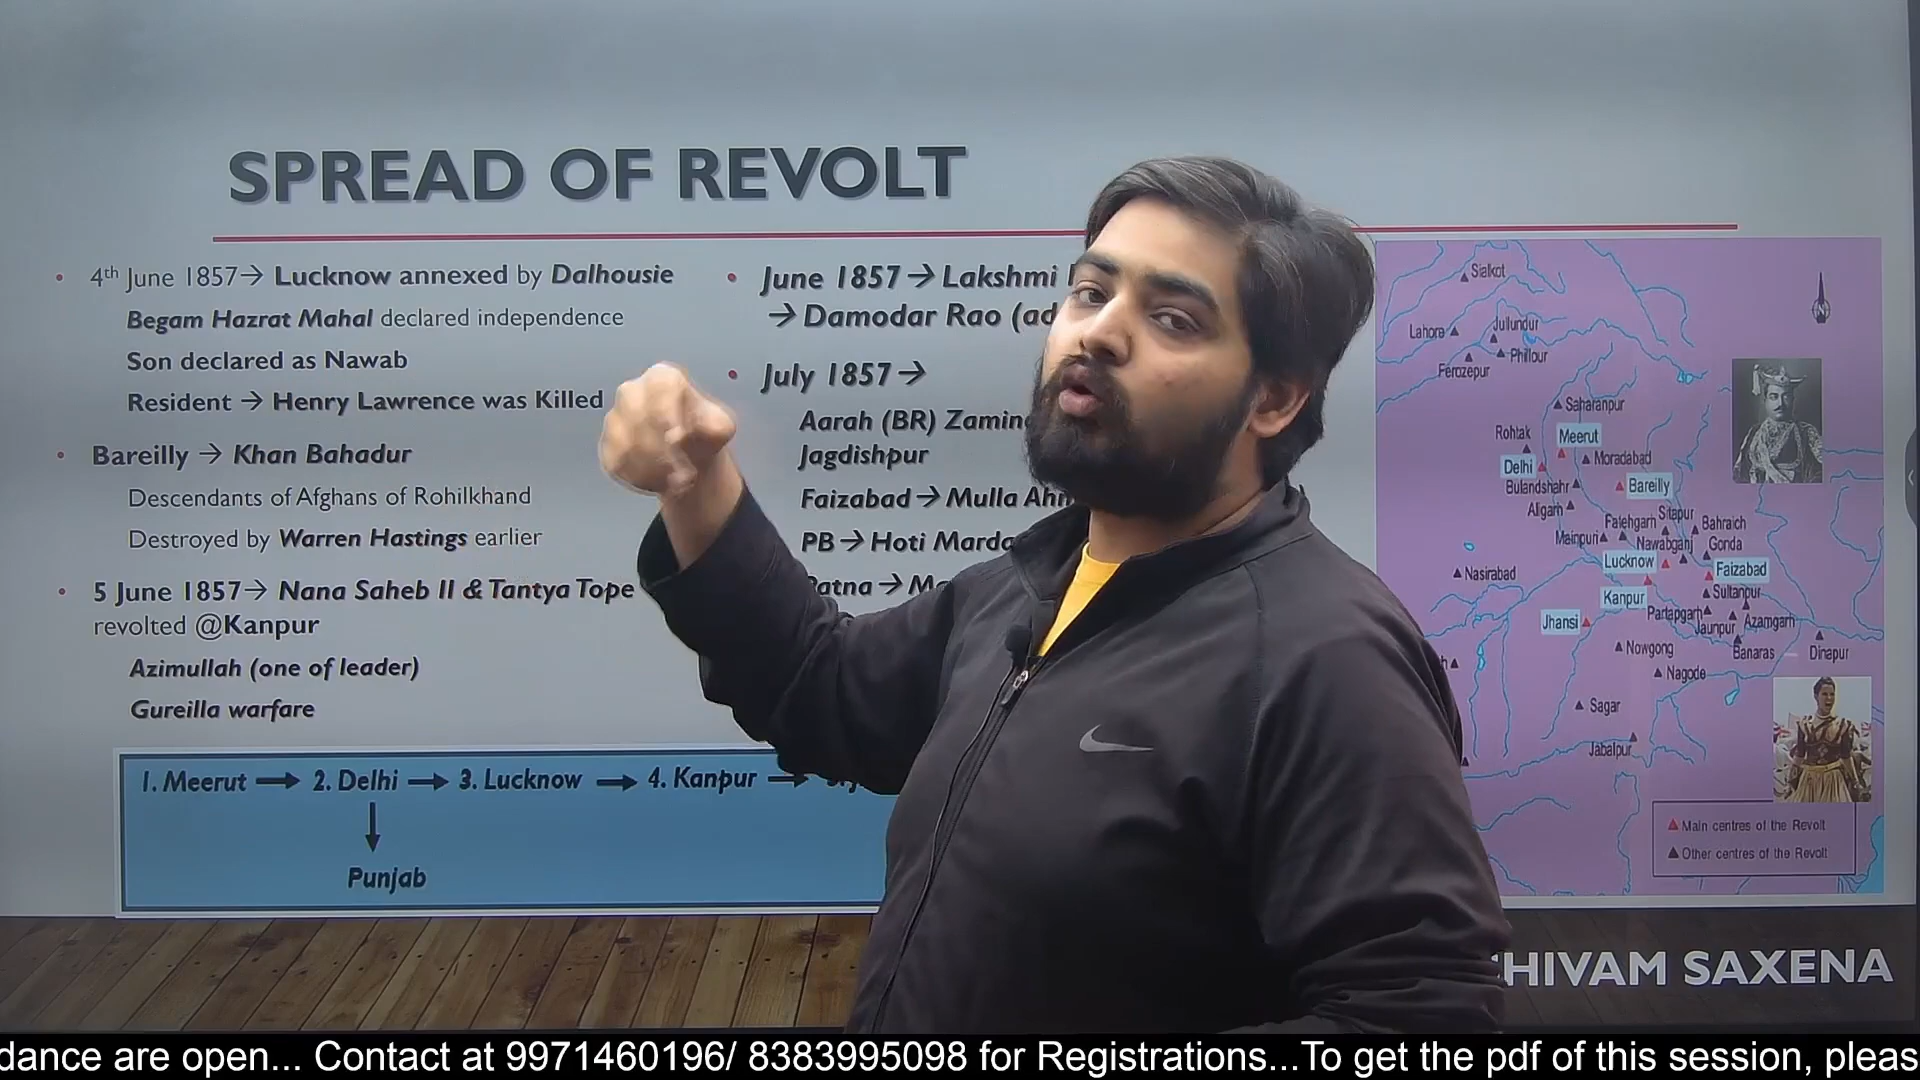 SPREAD OF REVOLT
• 4th June 1857→ Lucknow annexed by Dalhousie
Begam Hazrat Mahal declared independence
Son declared as Nawab
Resident → Henry Lawrence was Killed
• Bareilly → Khan Bahadur
Descendants of Afghans of Rohilkhand
Destroyed by Warren Hastings earlier
• 5 June 1857→ Nana Saheb II & Tantya Tope
revolted @Kanpur
Azimullah (one of leader)
Gureilla warfare
• June 1857→ Lakshmi
→ Damodar Rao (ad
• July 1857→
Aarah (BR) Zamin
Jagdishpur
Faizabad→ Mulla Ahm
PB→ Hoti Marda
Patna→ Ma
1. Meerut → 2. Delhi → 3. Lucknow → 4. Kanpur →
↓
Punjab
Sialkot
Lahore
Jullundur
Phillour
Ferozepur
Saharanpur
Rohtak
Meerut
Delhi
Moradabad
Bulandshahr
Bareilly
Aligarh
Sitapur
Fatehgarh
Bahraich
Mainpuri
Nawabganj
Gonda
Lucknow
Faizabad
Nasirabad
Sultanpur
Kanpur
Partapgarh
Jhansi
Jaunpur
Azamgarh
Nowgong
Banaras
Dinapur
Nagode
Sagar
Jabalpur
Main centres of the Revolt
Other centres of the Revolt
HIVAM SAXENA
dance are open... Contact at 9971460196/ 8383995098 for Registrations...To get the pdf of this session, pleas